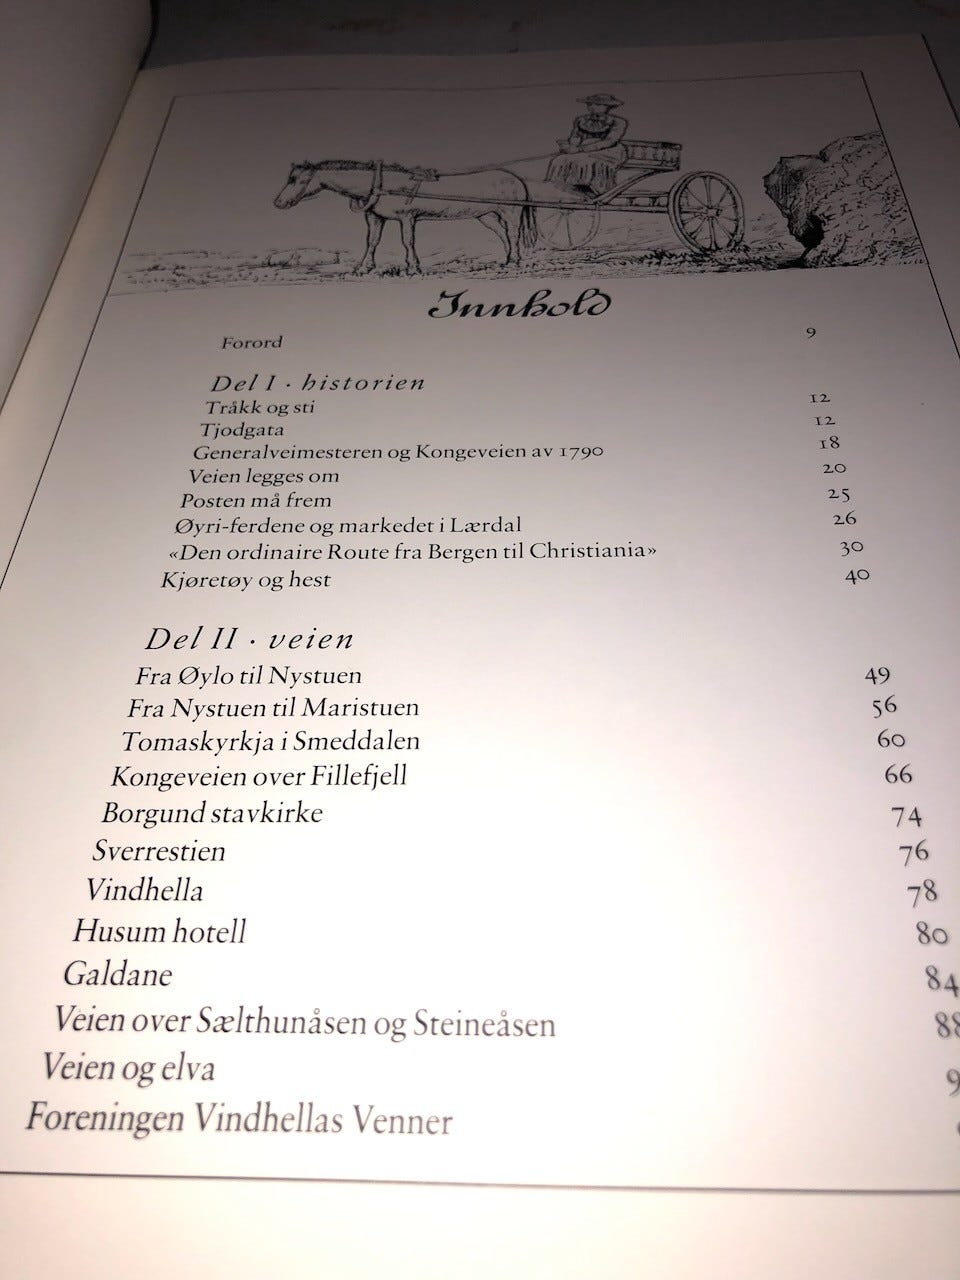 Innhold
Forord 9
Del I · historien
Tråkk og sti 12
Tjodgata 12
Generalveimesteren og Kongeveien av 1790 18
Veien legges om 20
Posten må frem 25
Øyri-ferdene og markedet i Lærdal 26
«Den ordinaire Route fra Bergen til Christiania» 30
Kjøretøy og hest 40
Del II · veien
Fra Øylo til Nystuen 49
Fra Nystuen til Maristuen 56
Tomaskyrkja i Smeddalen 60
Kongeveien over Fillefjell 66
Borgund stavkirke 74
Sverrestien 76
Vindhella 78
Husum hotell 80
Galdane 84
Veien over Sælthunåsen og Steineåsen 88
Veien og elva
Foreningen Vindhellas Venner